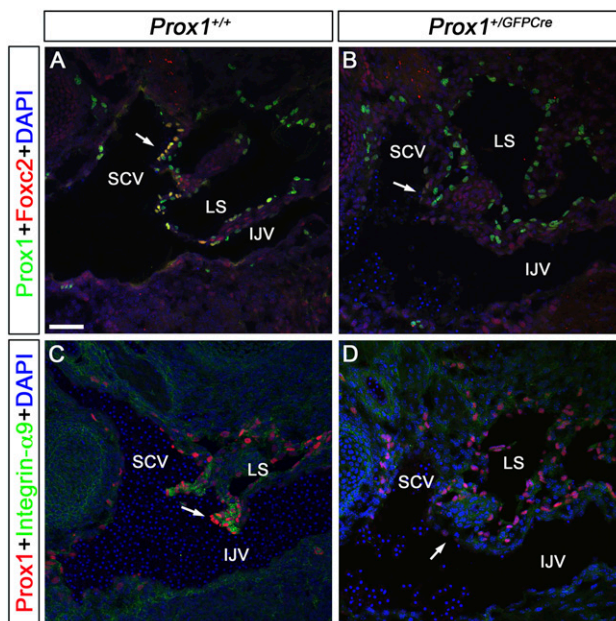 Prox1+/+
Prox1+/GFPCre
Prox1+Foxc2+DAPI
A
SCV
LS
IJV
B
SCV
LS
IJV
Prox1+Integrin-α9+DAPI
C
SCV
LS
IJV
D
SCV
LS
IJV